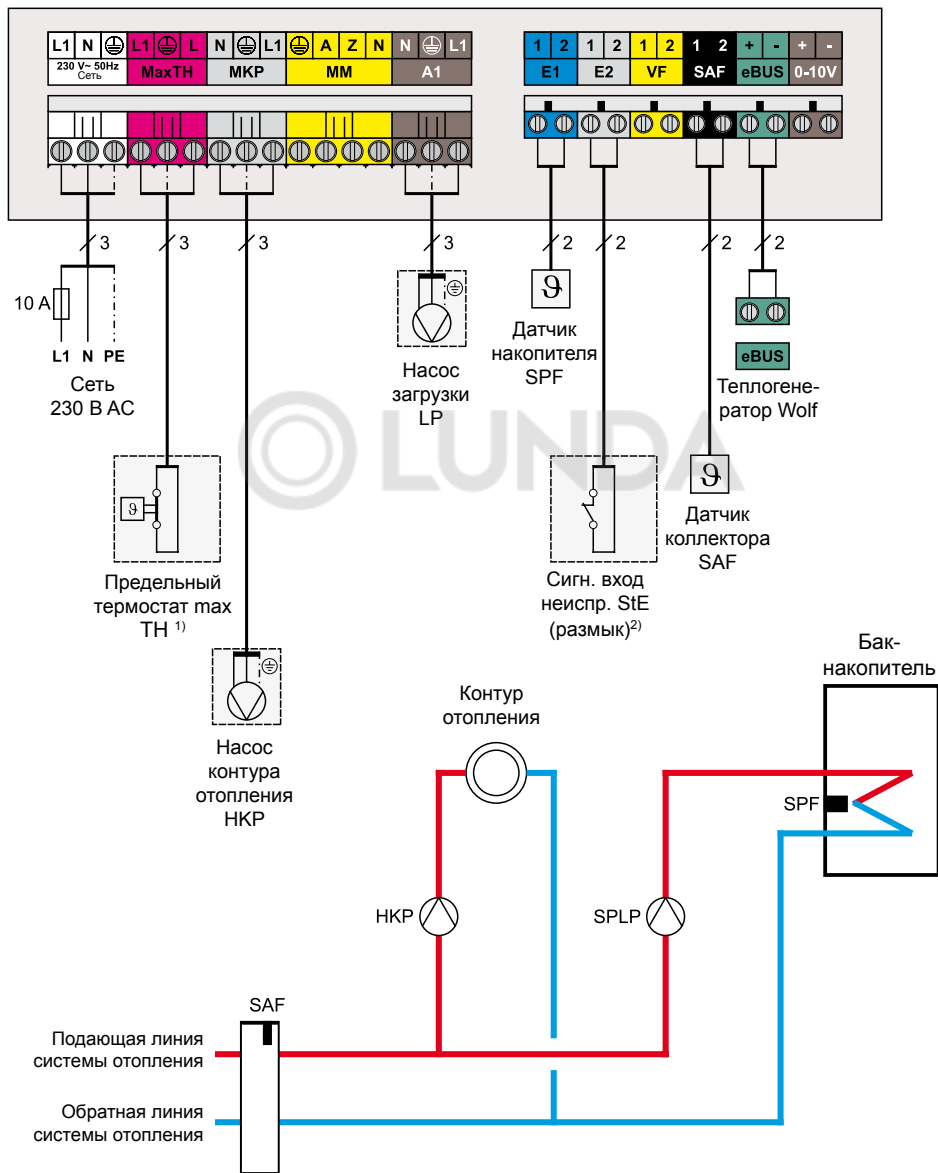 L1 N L1 L N L1 A Z N N L1 1 2 1 2 1 2 1 2 + - + -
230 V~ 50Hz
Сеть
MaxTH MKP MM A1 E1 E2 VF SAF eBUS 0-10V
3 3 3 3 2 2 2 2
10 A
L1 N PE
Сеть
230 В AC
Насос
загрузки
LP
ϑ
Датчик
накопителя
SPF
eBUS
Теплогене-
ратор Wolf
LUNDA
ϑ
Предельный
термостат max
TH 1)
Сигн. вход
неиспр. StE
(размык)2)
ϑ
Датчик
коллектора
SAF
Насос
контура
отопления
HKP
Контур
отопления
Бак-
накопитель
SPF
HKP
SPLP
SAF
Подающая линия
системы отопления
Обратная линия
системы отопления